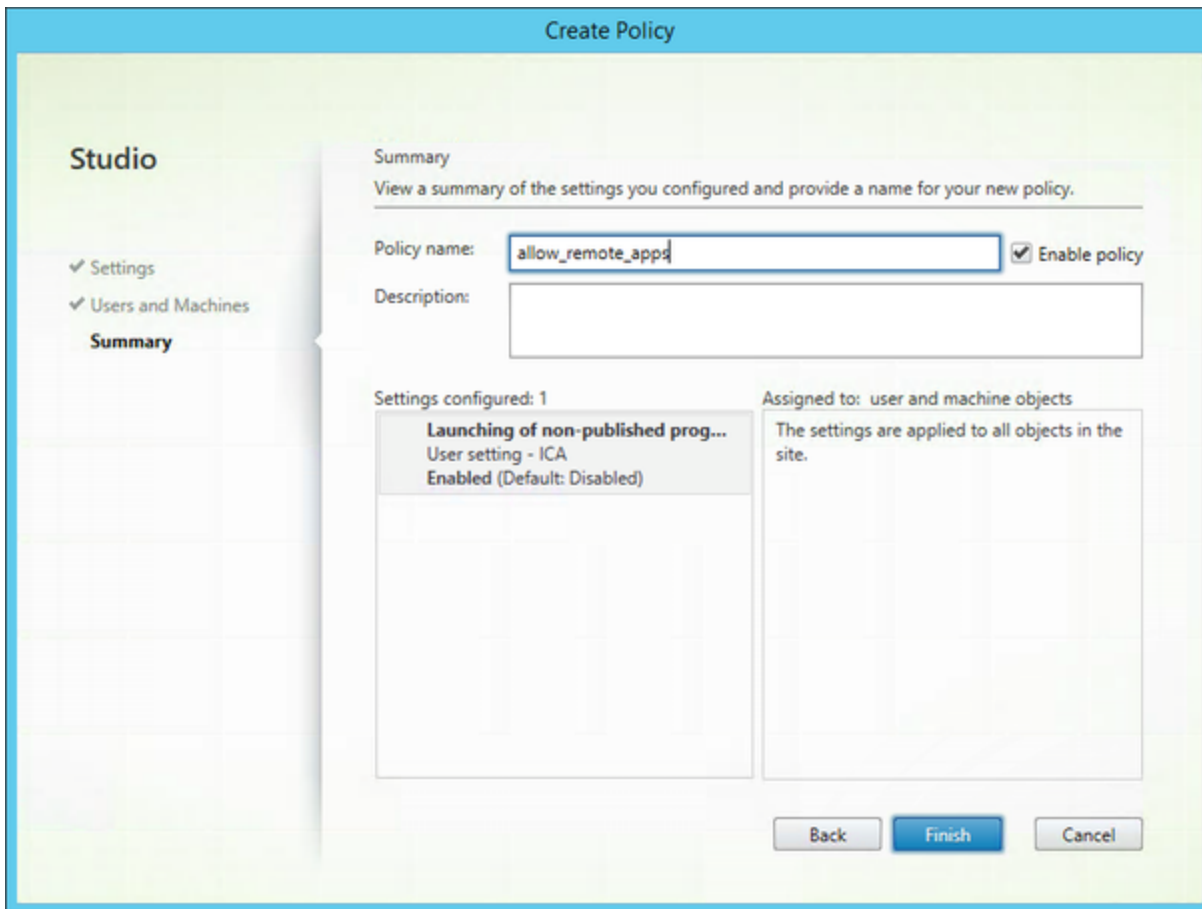 Create Policy
Studio
Settings
Users and Machines
Summary
Summary
View a summary of the settings you configured and provide a name for your new policy.
Policy name:
allow_remote_apps
Enable policy
Description:
Settings configured: 1
Launching of non-published prog...
User setting - ICA
Enabled (Default: Disabled)
Assigned to: user and machine objects
The settings are applied to all objects in the
site.
Back
Finish
Cancel